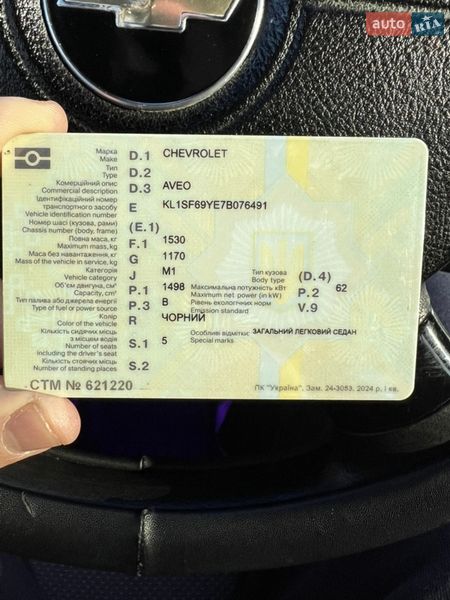 auto RIA
Марка
Make D.1 CHEVROLET
Тип
Type D.2
Комерційний опис
Commercial description D.3 AVEO
Ідентифікаційний номер
транспортного засобу E KL1SF69YE7B076491
Vehicle identification number
Номер шасі (кузова, рами) (E.1)
Chassis number (body, frame)
Повна маса, кг F.1 1530
Maximum mass, kg
Маса без навантаження, кг G 1170
Mass of the vehicle in service, kg
Категорія J M1 Тип кузова (D.4)
Vehicle category Body type
Об'єм двигуна, см³ P.1 1498 Максимальна потужність кВт P.2 62
Capacity, cm³ Maximum net power (in kW)
Тип палива або джерела енергії P.3 B Рівень екологічних норм V.9
Type of fuel or power source Emission standard
Колір R ЧОРНИЙ
Color of the vehicle
Кількість сидячих місць Особливі відмітки: ЗАГАЛЬНИЙ ЛЕГКОВИЙ СЕДАН
з місцем водія S.1 5 Special marks
Number of seats
including the driver's seat
Кількість стоячих місць S.2
Number of standing places
СТМ № 621220 ПК "Україна". Зам. 24-3053. 2024 р. I кв.